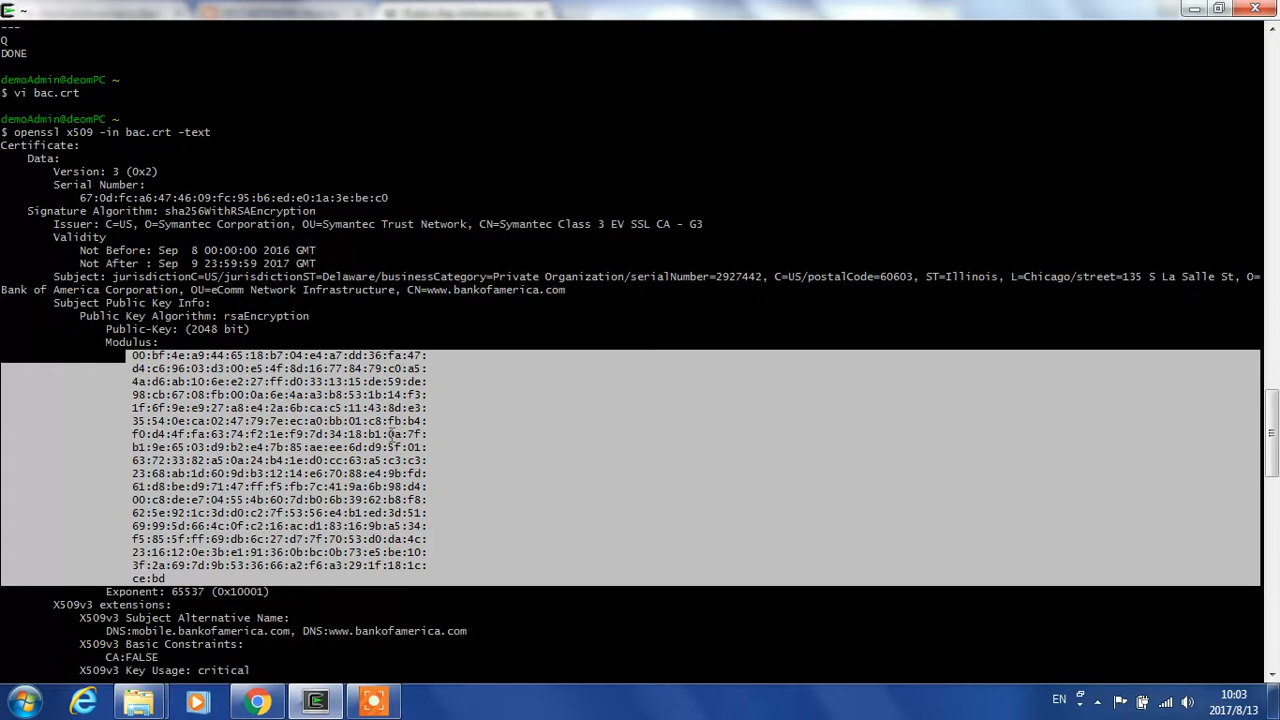 ~
---
Q
DONE
demoAdmin@deomPC ~
$ vi bac.crt
demoAdmin@deomPC ~
$ openssl x509 -in bac.crt -text
Certificate:
Data:
Version: 3 (0x2)
Serial Number:
67:0d:fc:a6:47:46:09:fc:95:b6:ed:e0:1a:3e:be:c0
Signature Algorithm: sha256WithRSAEncryption
Issuer: C=US, O=Symantec Corporation, OU=Symantec Trust Network, CN=Symantec Class 3 EV SSL CA - G3
Validity
Not Before: Sep  8 00:00:00 2016 GMT
Not After : Sep  9 23:59:59 2017 GMT
Subject: jurisdictionC=US/jurisdictionST=Delaware/businessCategory=Private Organization/serialNumber=2927442, C=US/postalCode=60603, ST=Illinois, L=Chicago/street=135 S La Salle St, O=
Bank of America Corporation, OU=eComm Network Infrastructure, CN=www.bankofamerica.com
Subject Public Key Info:
Public Key Algorithm: rsaEncryption
Public-Key: (2048 bit)
Modulus:
00:bf:4e:a9:44:65:18:b7:04:e4:a7:dd:36:fa:47:
d4:c6:96:03:d3:00:e5:4f:8d:16:77:84:79:c0:a5:
4a:d6:ab:10:6e:e2:27:ff:d0:33:13:15:de:59:de:
98:cb:67:08:fb:00:0a:6e:4a:a3:b8:53:1b:14:f3:
1f:6f:9e:e9:27:a8:e4:2a:6b:ca:c5:11:43:8d:e3:
35:54:0e:ca:02:47:79:7e:ec:a0:bb:01:c8:fb:b4:
f0:d4:4f:fa:63:74:f2:1e:f9:7d:34:18:b1:0a:7f:
b1:9e:65:03:d9:b2:e4:7b:85:ae:ee:6d:d9:5f:01:
63:72:33:82:a5:0a:24:b4:1e:d0:cc:63:a5:c3:c3:
23:68:ab:1d:60:9d:b3:12:14:e6:70:88:e4:9b:fd:
61:d8:be:d9:71:47:ff:f5:fb:7c:41:9a:6b:98:d4:
00:c8:de:e7:04:55:4b:60:7d:b0:6b:39:62:b8:f8:
62:5e:92:1c:3d:d0:c2:7f:53:56:e4:b1:ed:3d:51:
69:99:5d:66:4c:0f:c2:16:ac:d1:83:16:9b:a5:34:
f5:85:5f:ff:69:db:6c:27:d7:7f:70:53:d0:da:4c:
23:16:12:0e:3b:e1:91:36:0b:bc:0b:73:e5:be:10:
3f:2a:69:7d:9b:53:36:66:a2:f6:a3:29:1f:18:1c:
ce:bd
Exponent: 65537 (0x10001)
X509v3 extensions:
X509v3 Subject Alternative Name:
DNS:mobile.bankofamerica.com, DNS:www.bankofamerica.com
X509v3 Basic Constraints:
CA:FALSE
X509v3 Key Usage: critical
EN
10:03
2017/8/13